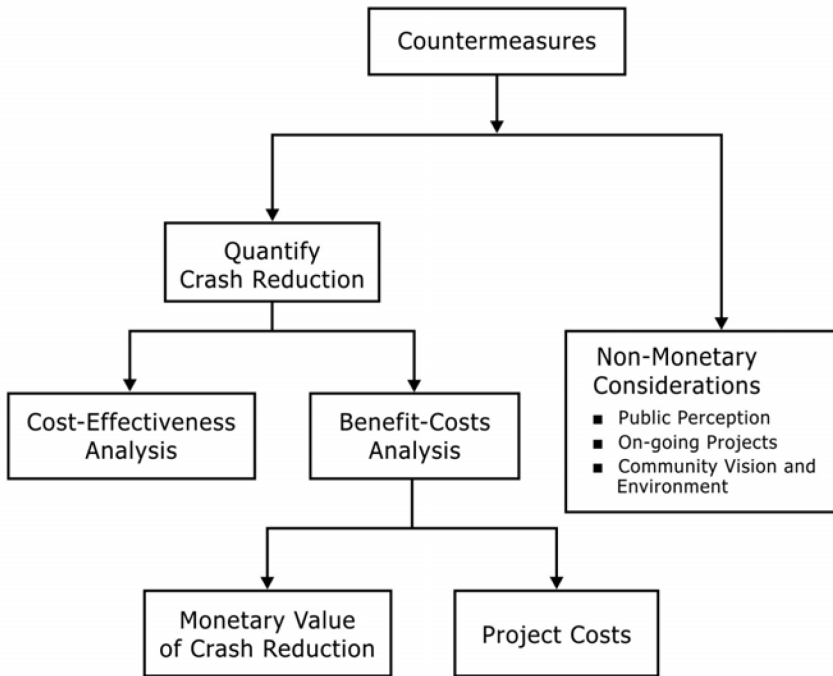 Countermeasures
Quantify
Crash Reduction
Cost-Effectiveness
Analysis
Benefit-Costs
Analysis
Non-Monetary
Considerations
■ Public Perception
■ On-going Projects
■ Community Vision and
Environment
Monetary Value
of Crash Reduction
Project Costs